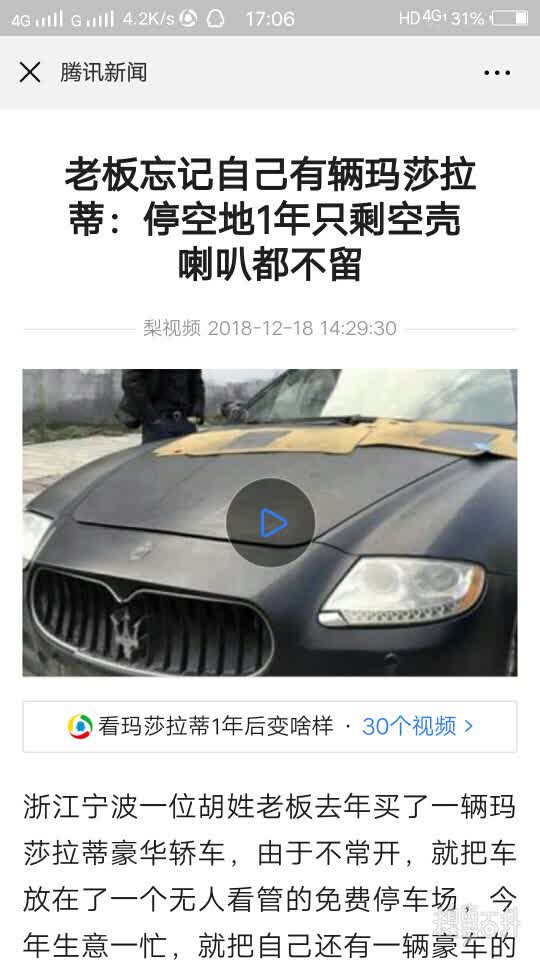 4G G 4.2K/s 17:06 HD 4G 31%
腾讯新闻
老板忘记自己有辆玛莎拉
蒂：停空地1年只剩空壳
喇叭都不留
梨视频 2018-12-18 14:29:30
看玛莎拉蒂1年后变啥样 · 30个视频
浙江宁波一位胡姓老板去年买了一辆玛
莎拉蒂豪华轿车，由于不常开，就把车
放在了一个无人看管的免费停车场，今
年生意一忙，就把自己还有一辆豪车的